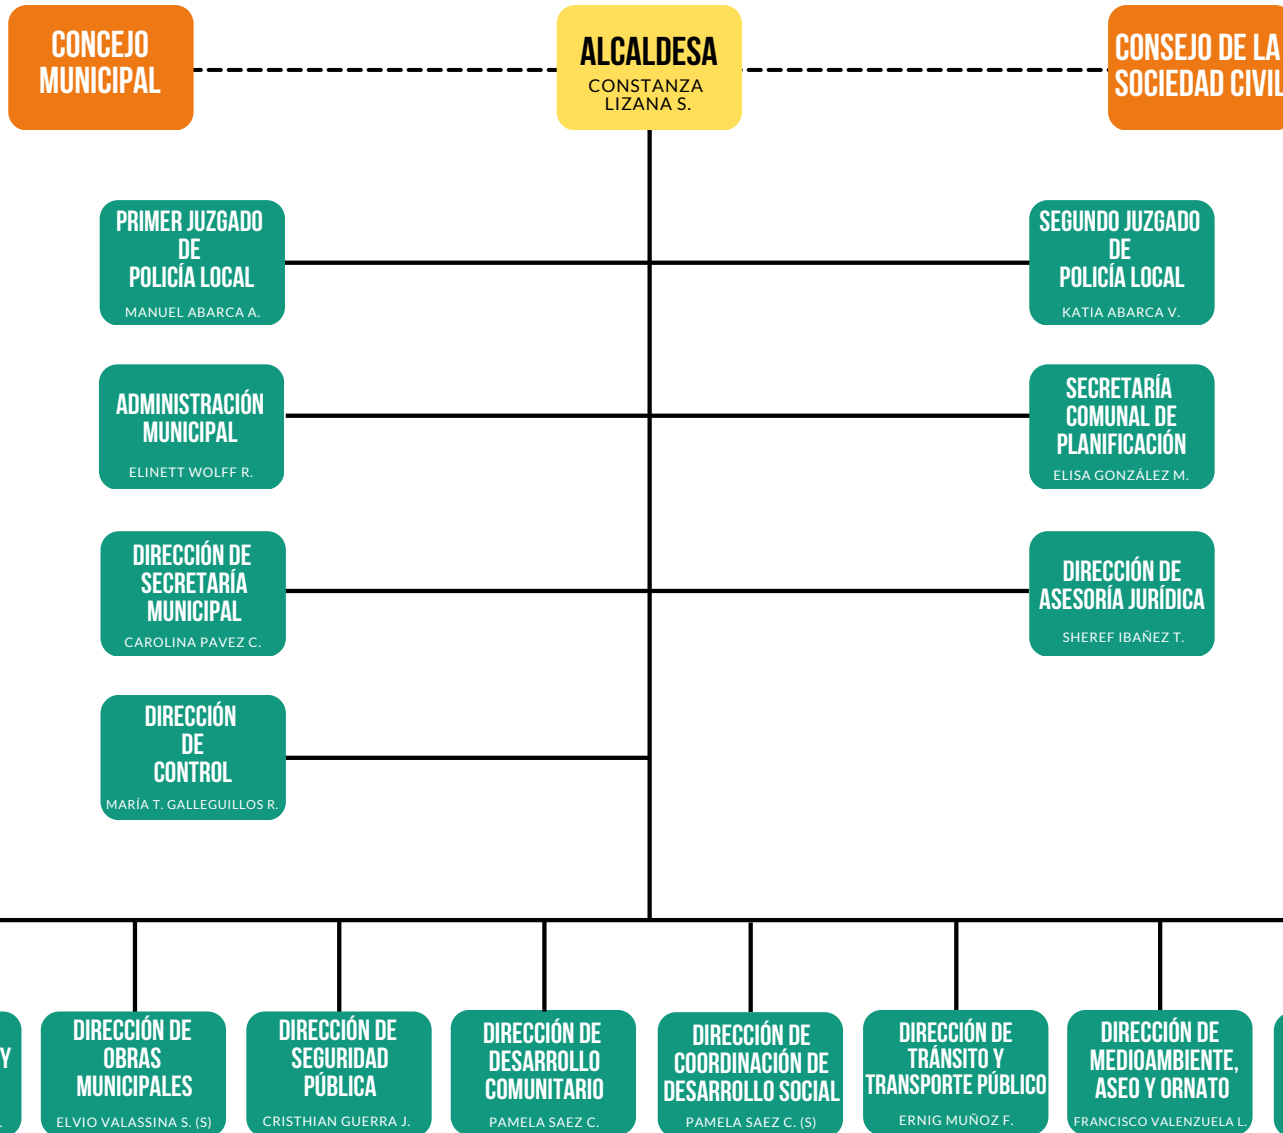 CONCEJO
MUNICIPAL
ALCALDESA
CONSTANZA
LIZANA S.
CONSEJO DE LA
SOCIEDAD CIVIL
PRIMER JUZGADO
DE
POLICÍA LOCAL
MANUEL ABARCA A.
SEGUNDO JUZGADO
DE
POLICÍA LOCAL
KATIA ABARCA V.
ADMINISTRACIÓN
MUNICIPAL
ELINETT WOLFF R.
SECRETARÍA
COMUNAL DE
PLANIFICACIÓN
ELISA GONZÁLEZ M.
DIRECCIÓN DE
SECRETARÍA
MUNICIPAL
CAROLINA PAVEZ C.
DIRECCIÓN DE
ASESORÍA JURÍDICA
SHEREF IBAÑEZ T.
DIRECCIÓN
DE
CONTROL
MARÍA T. GALLEGUILLOS R.
Y
DIRECCIÓN DE
OBRAS
MUNICIPALES
ELVIO VALASSINA S. (S)
DIRECCIÓN DE
SEGURIDAD
PÚBLICA
CRISTHIAN GUERRA J.
DIRECCIÓN DE
DESARROLLO
COMUNITARIO
PAMELA SAEZ C.
DIRECCIÓN DE
COORDINACIÓN DE
DESARROLLO SOCIAL
PAMELA SAEZ C. (S)
DIRECCIÓN DE
TRÁNSITO Y
TRANSPORTE PÚBLICO
ERNIG MUÑOZ F.
DIRECCIÓN DE
MEDIOAMBIENTE,
ASEO Y ORNATO
FRANCISCO VALENZUELA L.